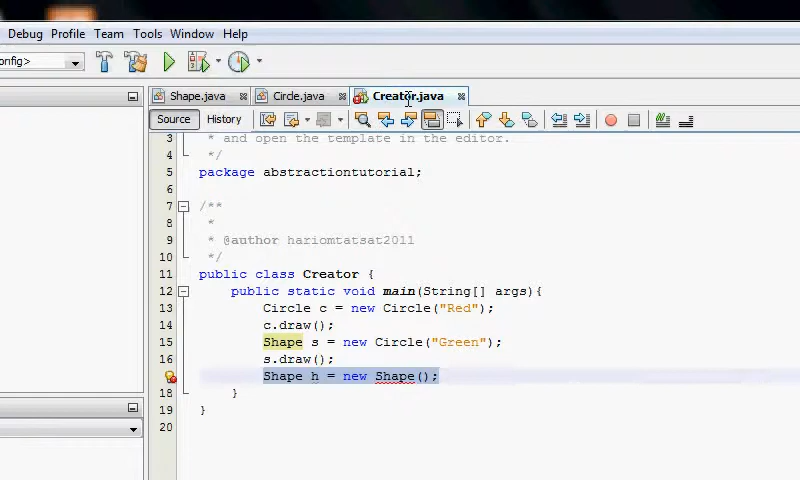 Debug Profile Team Tools Window Help
onfig>
Shape.java Circle.java Creator.java
Source History
3 * and open the template in the editor.
4 */
5 package abstractiontutorial;
6
7 /**
8 *
9 * @author hariomtatsat2011
10 */
11 public class Creator {
12 public static void main(String[] args){
13 Circle c = new Circle("Red");
14 c.draw();
15 Shape s = new Circle("Green");
16 s.draw();
Shape h = new Shape();
18 }
19 }
20